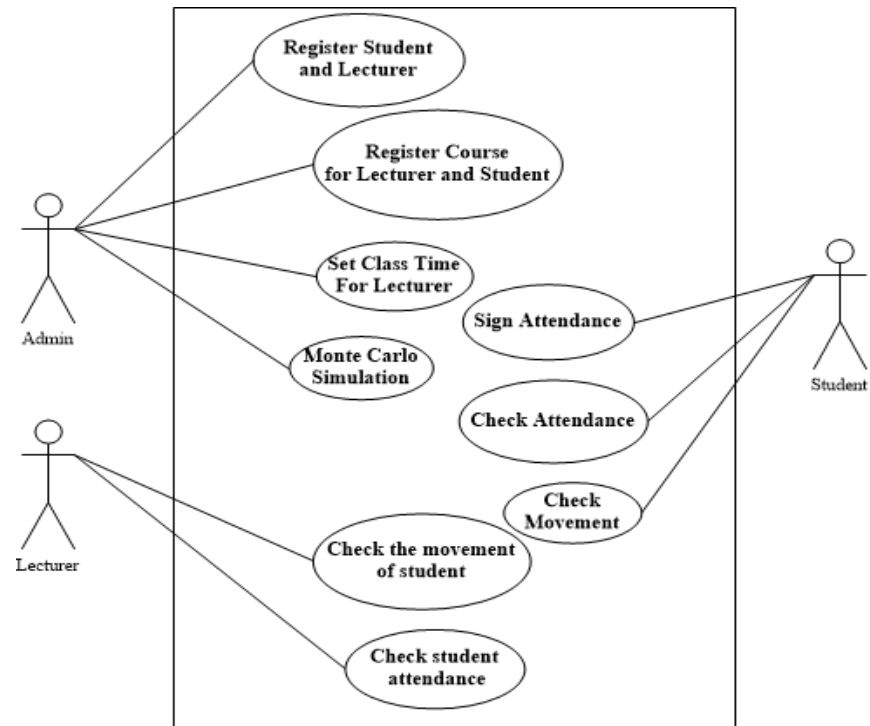 Register Student
and Lecturer
Register Course
for Lecturer and Student
Set Class Time
For Lecturer
Sign Attendance
Admin
Monte Carlo
Simulation
Student
Check Attendance
Check
Movement
Lecturer
Check the movement
of student
Check student
attendance